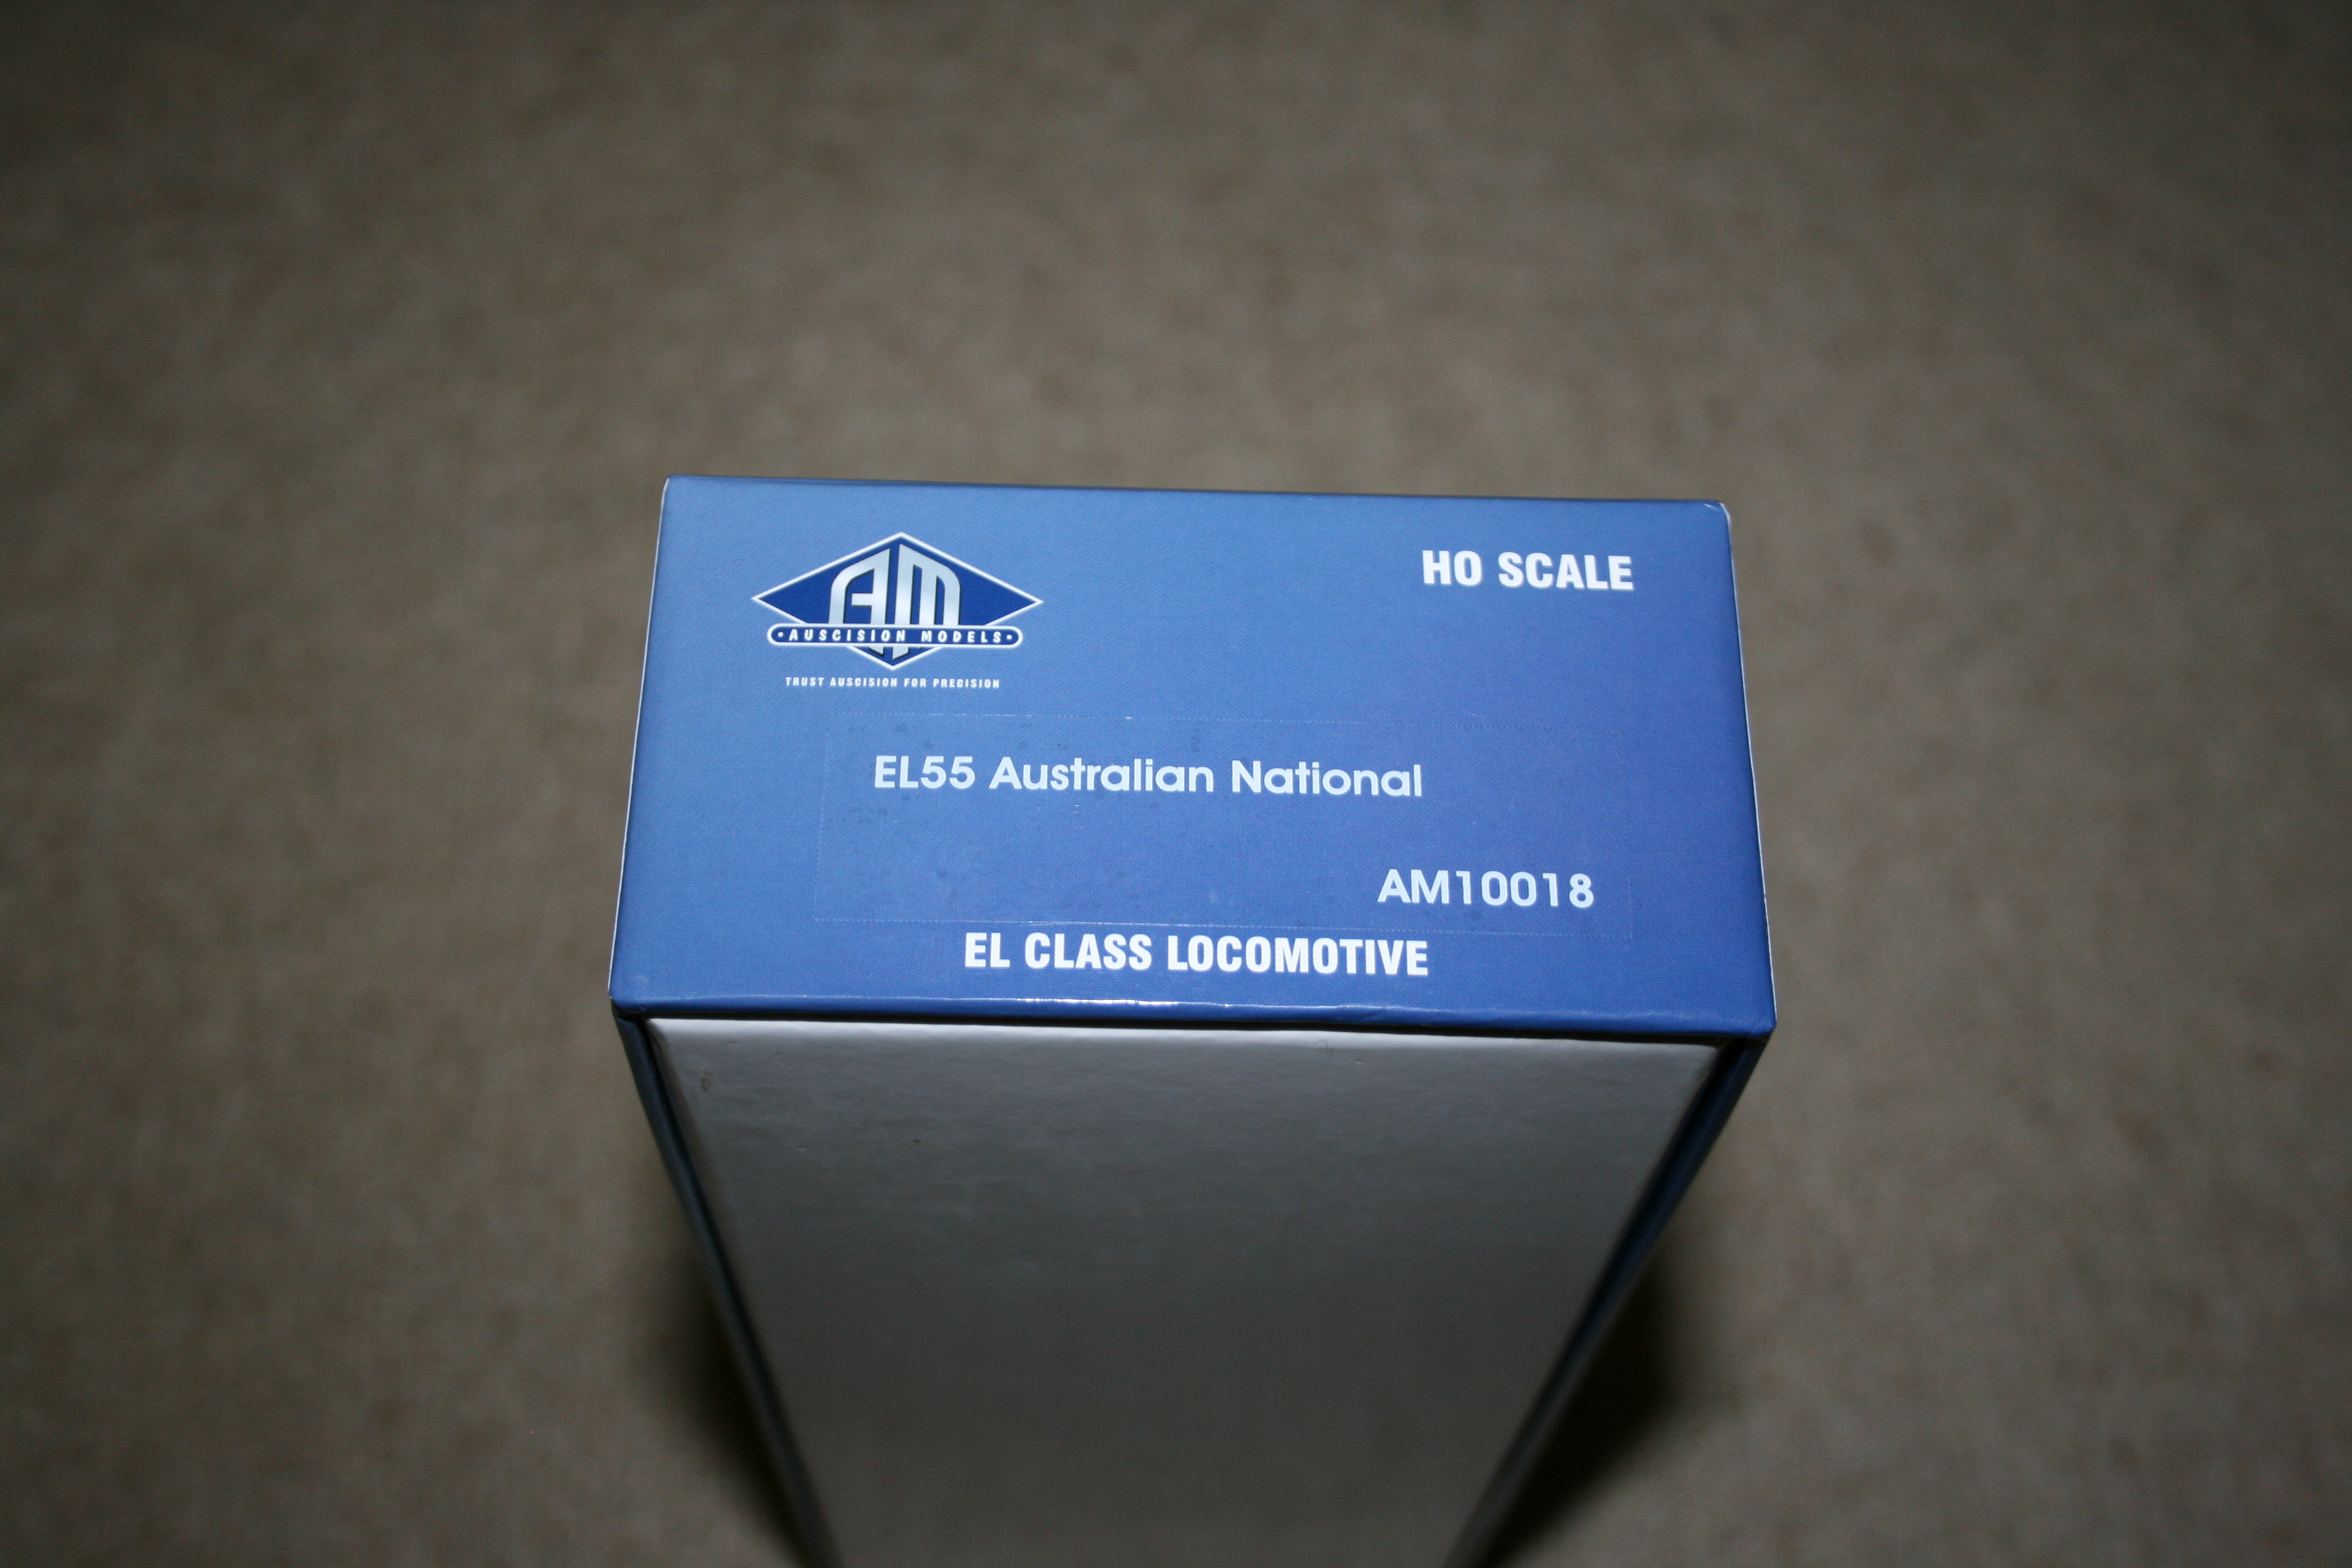 AM
HO SCALE
•AUSCISION MODELS•
TRUST AUSCISION FOR PRECISION
EL55 Australian National
AM10018
EL CLASS LOCOMOTIVE